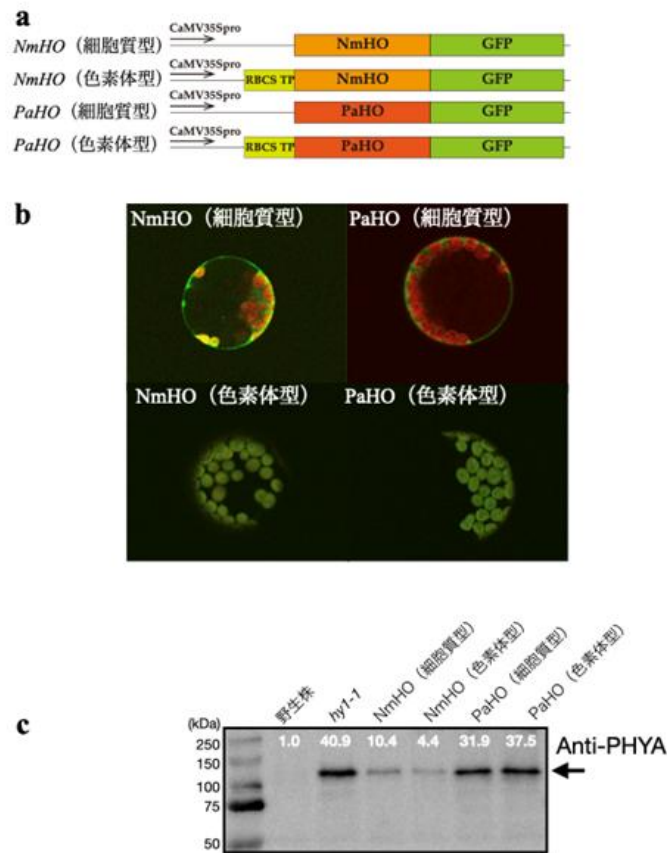 a
CaMV35Spro
NmHO（細胞質型） NmHO GFP
CaMV35Spro
NmHO（色素体型） RBCS TP NmHO GFP
CaMV35Spro
PaHO（細胞質型） PaHO GFP
CaMV35Spro
PaHO（色素体型） RBCS TP PaHO GFP
b
NmHO（細胞質型） PaHO（細胞質型）
NmHO（色素体型） PaHO（色素体型）
c
野生株 hy1-1 NmHO（細胞質型） NmHO（色素体型） PaHO（細胞質型） PaHO（色素体型）
(kDa)
1.0 40.9 10.4 4.4 31.9 37.5 Anti-PHYA
250
150
100
75
50